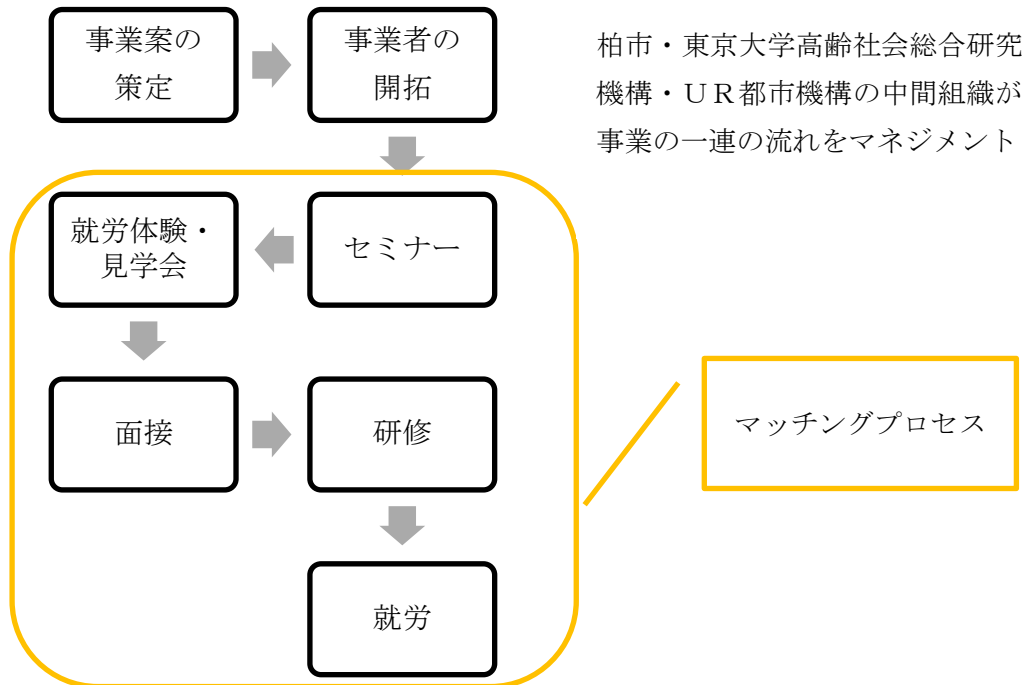 事業案の
策定
事業者の
開拓
柏市・東京大学高齢社会総合研究
機構・ＵＲ都市機構の中間組織が
事業の一連の流れをマネジメント
就労体験・
見学会
セミナー
面接
研修
マッチングプロセス
就労